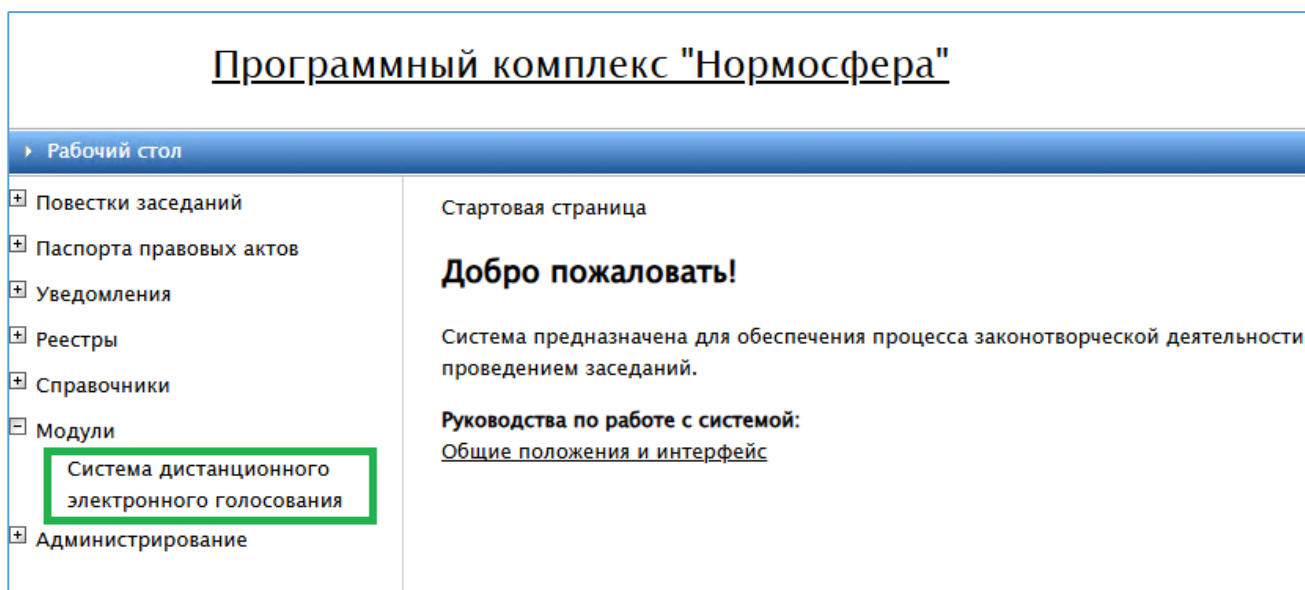 Программный комплекс "Нормосфера"
Рабочий стол
Повестки заседаний
Паспорта правовых актов
Уведомления
Реестры
Справочники
Модули
Система дистанционного
электронного голосования
Администрирование
Стартовая страница
Добро пожаловать!
Система предназначена для обеспечения процесса законотворческой деятельности
проведением заседаний.
Руководства по работе с системой:
Общие положения и интерфейс